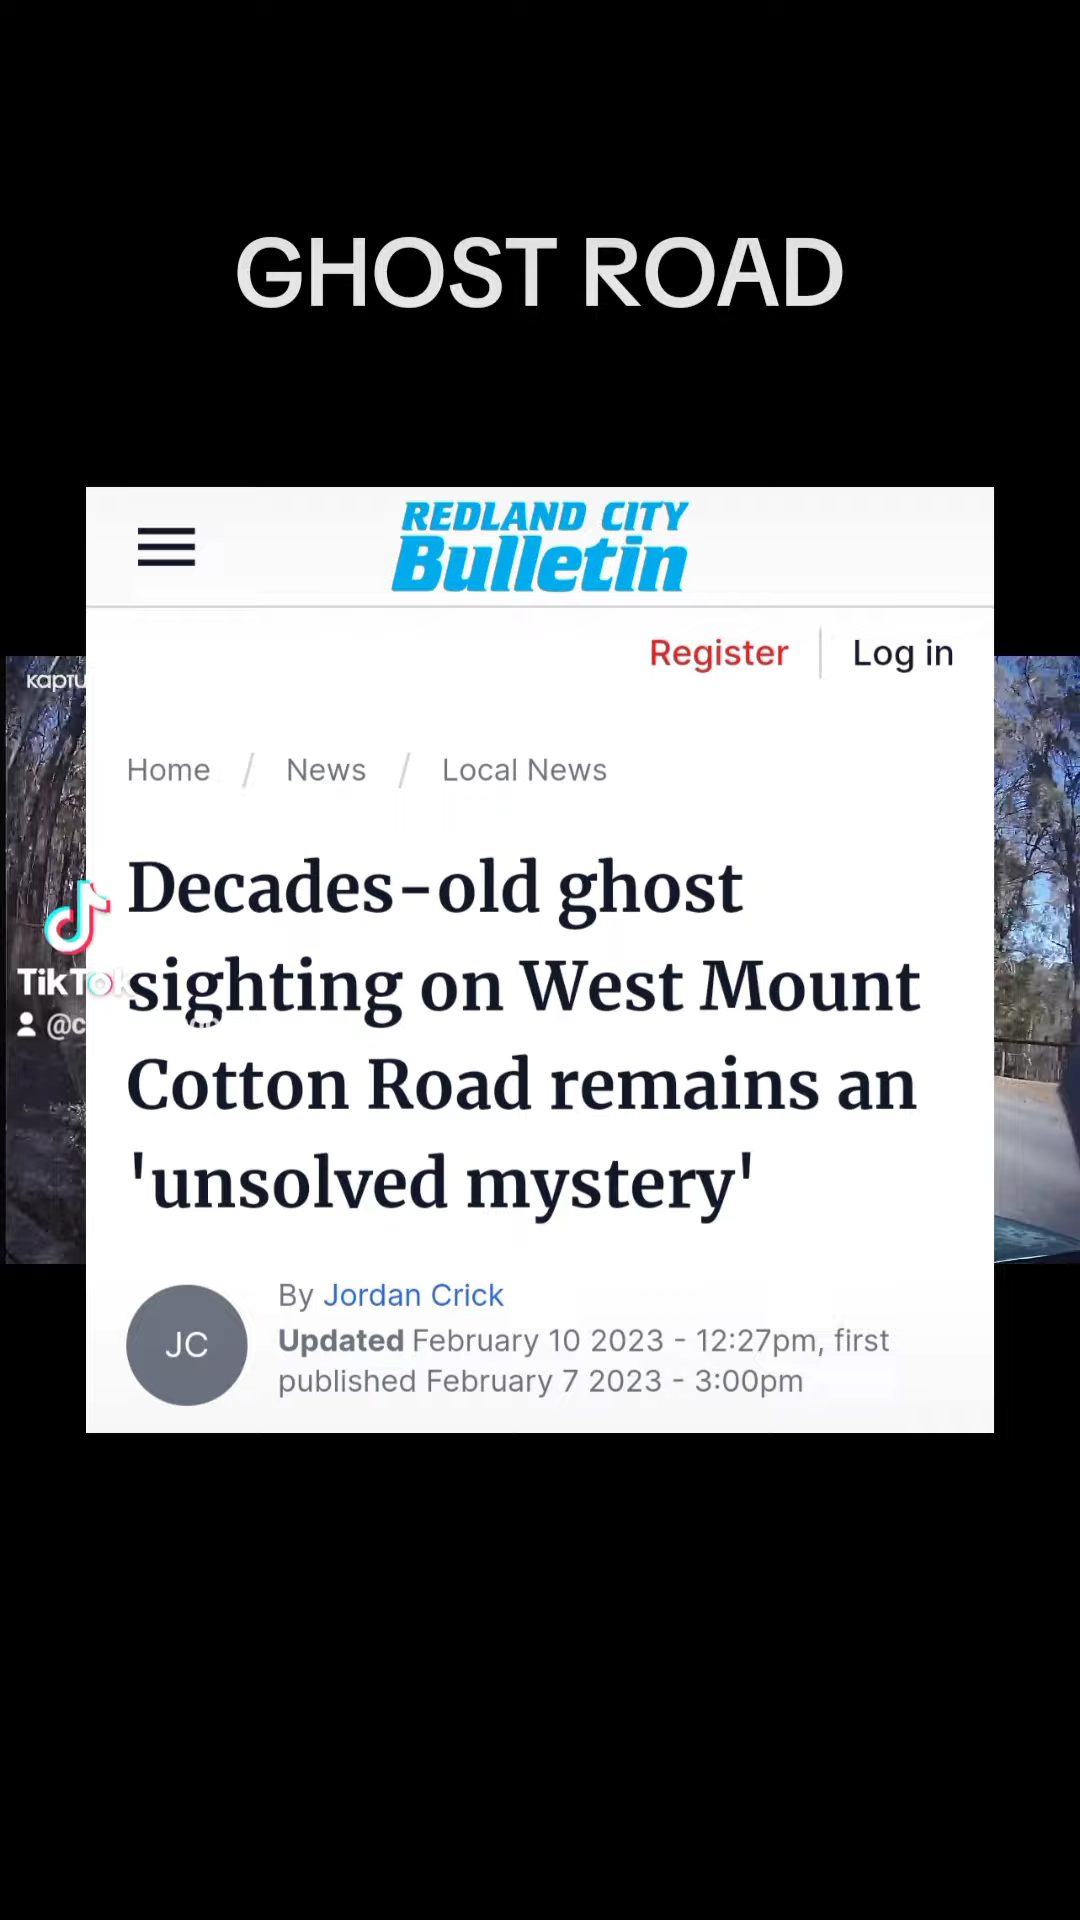 GHOST ROAD
REDLAND CITY
Bulletin
Register
Log in
Home / News / Local News
Decades-old ghost
sighting on West Mount
Cotton Road remains an
'unsolved mystery'
JC
By Jordan Crick
Updated February 10 2023 - 12:27pm, first
published February 7 2023 - 3:00pm
TikTok